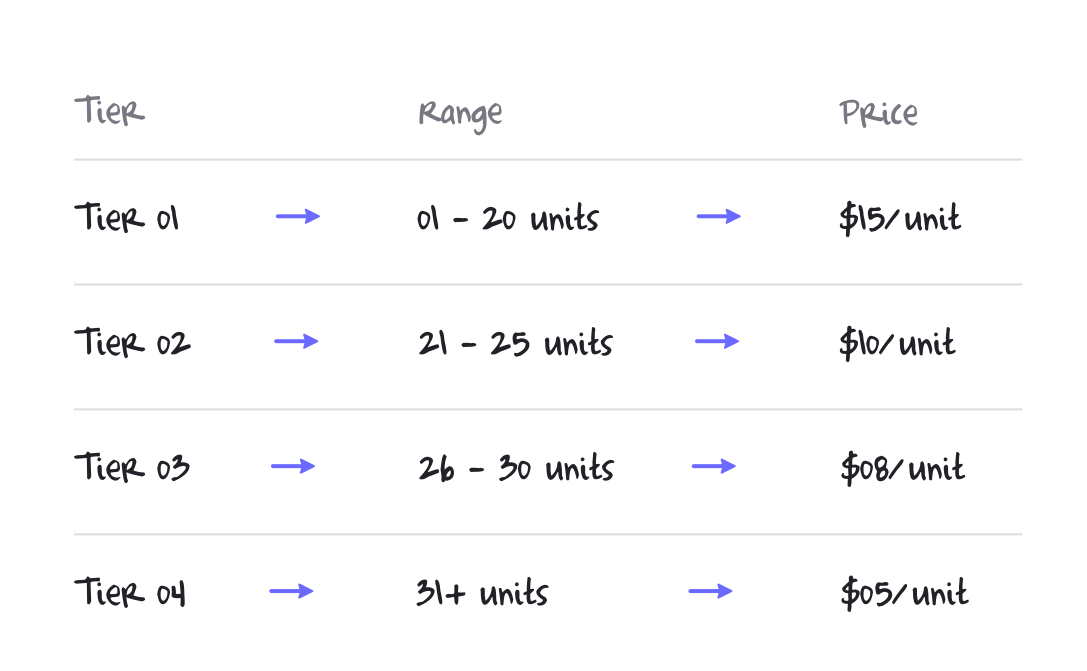 Tier Range Price
Tier 01 → 01 - 20 units → $15/unit
Tier 02 → 21 - 25 units → $10/unit
Tier 03 → 26 - 30 units → $08/unit
Tier 04 → 31+ units → $05/unit